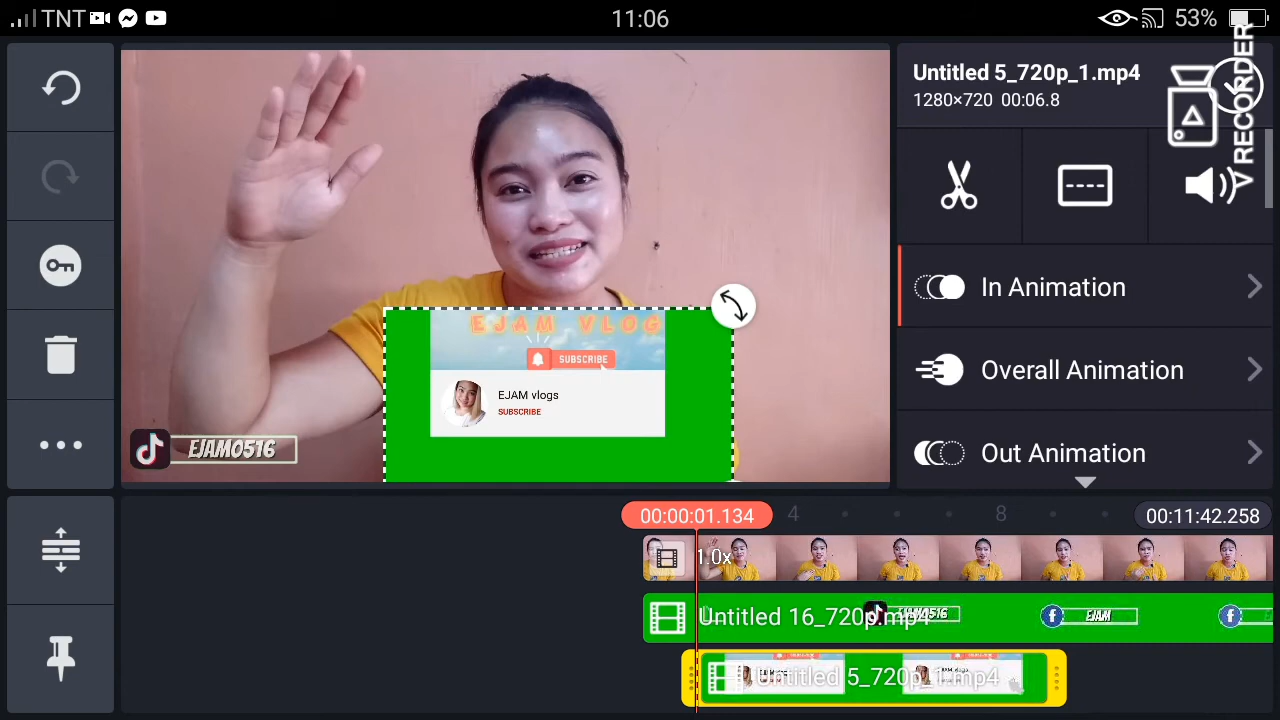 TNT
11:06
53%
Untitled 5_720p_1.mp4
1280×720 00:06.8
V RECORDER
In Animation
Overall Animation
Out Animation
EJAM VLOG
SUBSCRIBE
EJAM vlogs
SUBSCRIBE
EJAM0516
00:00:01.134
4
8
00:11:42.258
1.0x
Untitled 16_720p.mp4
EJAM0516
EJAM
Untitled 5_720p_1.mp4